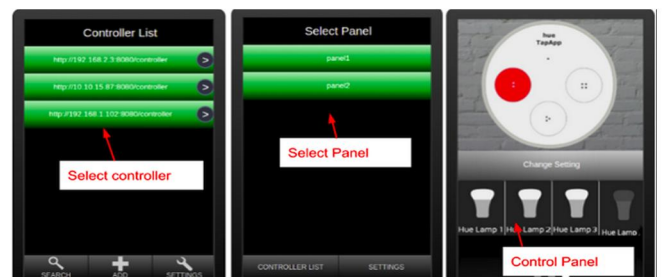 Controller List
http://192.168.2.3:8080/controller
>
http://10.10.15.87:8080/controller
>
http://192.168.1.102:8080/controller
>
Select controller
SEARCH
ADD
SETTINGS
Select Panel
panel1
panel2
Select Panel
CONTROLLER LIST
SETTINGS
hue
TapApp
Change Setting
Hue Lamp 1
Hue Lamp 2
Hue Lamp 3
Hue Lamp
Control Panel